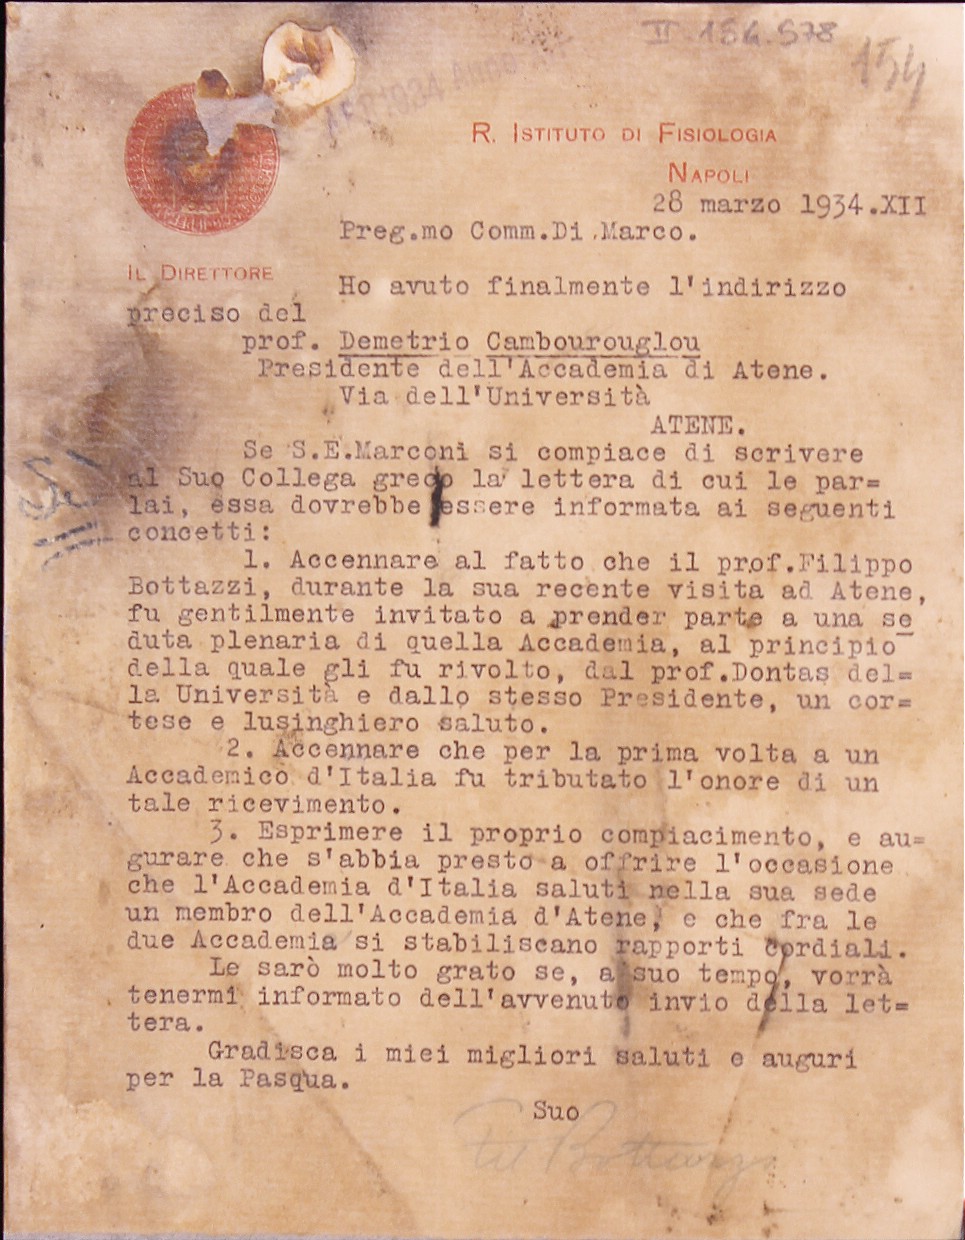 II.154.578
154
APR 1934 Anno
R. ISTITUTO DI FISIOLOGIA
NAPOLI
28 marzo 1934.XII
Preg.mo Comm.Di Marco.
IL DIRETTORE
Ho avuto finalmente l'indirizzo
preciso del
prof. Demetrio Cambourouglou
Presidente dell'Accademia di Atene.
Via dell'Università
ATENE.
Se S.E.Marconi si compiace di scrivere
al Suo Collega greco la lettera di cui le par=
lai, essa dovrebbe essere informata ai seguenti
concetti:
1. Accennare al fatto che il prof.Filippo
Bottazzi, durante la sua recente visita ad Atene,
fu gentilmente invitato a prender parte a una se
duta plenaria di quella Accademia, al principio
della quale gli fu rivolto, dal prof.Dontas del=
la Università e dallo stesso Presidente, un cor=
tese e lusinghiero saluto.
2. Accennare che per la prima volta a un
Accademico d'Italia fu tributato l'onore di un
tale ricevimento.
3. Esprimere il proprio compiacimento, e au=
gurare che s'abbia presto a offrire l'occasione
che l'Accademia d'Italia saluti nella sua sede
un membro dell'Accademia d'Atene, e che fra le
due Accademia si stabiliscano rapporti cordiali.
Le sarò molto grato se, a suo tempo, vorrà
tenermi informato dell'avvenuto invio della let=
tera.
Gradisca i miei migliori saluti e auguri
per la Pasqua.
Suo
Fil Bottazzi